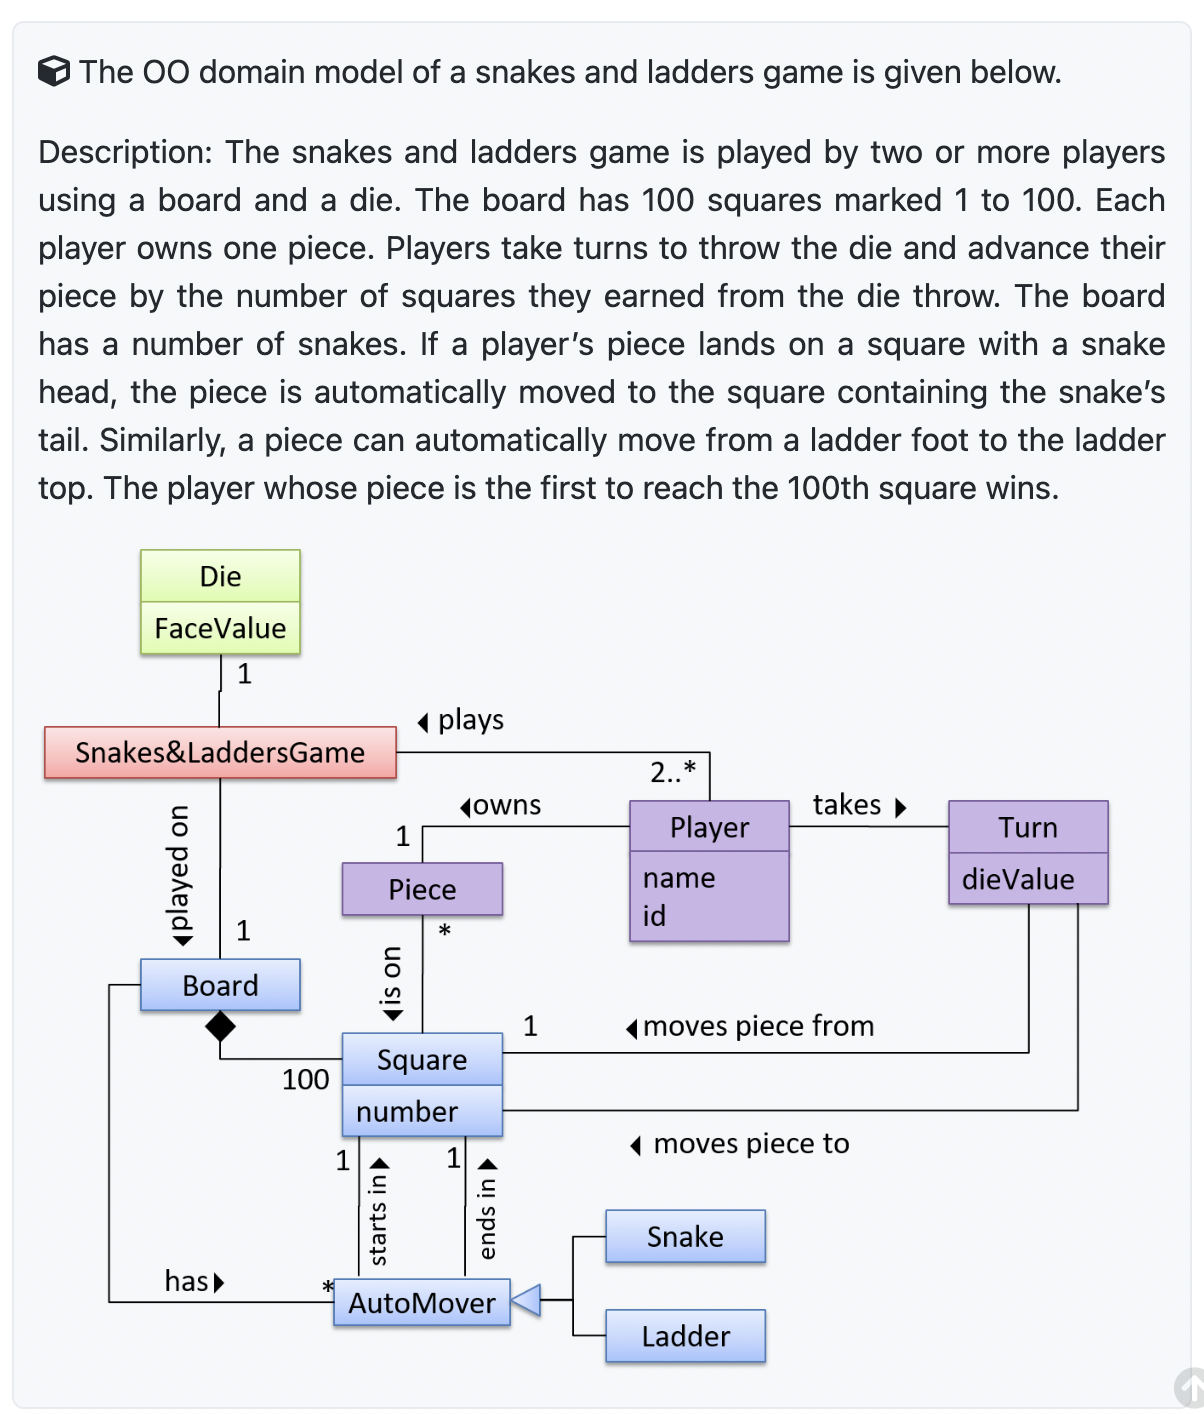 The OO domain model of a snakes and ladders game is given below.
Description: The snakes and ladders game is played by two or more players
using a board and a die. The board has 100 squares marked 1 to 100. Each
player owns one piece. Players take turns to throw the die and advance their
piece by the number of squares they earned from the die throw. The board
has a number of snakes. If a player’s piece lands on a square with a snake
head, the piece is automatically moved to the square containing the snake’s
tail. Similarly, a piece can automatically move from a ladder foot to the ladder
top. The player whose piece is the first to reach the 100th square wins.
Die
FaceValue
1
plays
Snakes&LaddersGame
2..*
owns
takes
played on
1
Player
Turn
Piece
name
id
dieValue
1
*
is on
Board
1
moves piece from
Square
100
number
moves piece to
1
1
starts in
ends in
Snake
has
*
AutoMover
Ladder